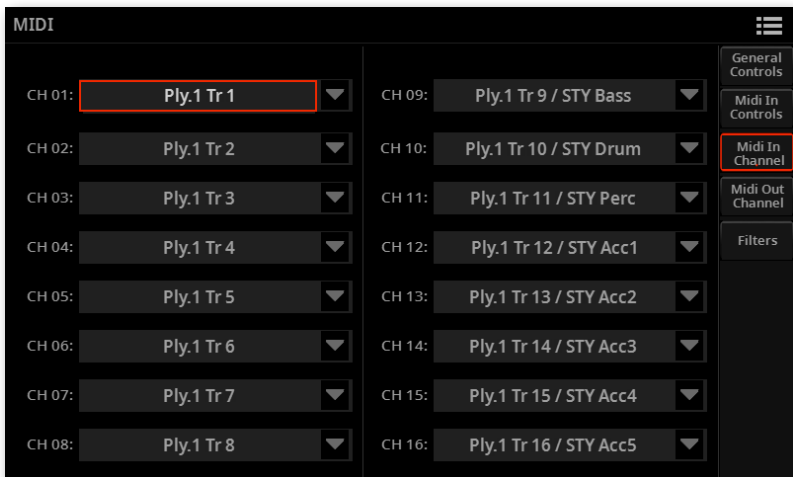 MIDI
CH 01: Ply.1 Tr 1
CH 02: Ply.1 Tr 2
CH 03: Ply.1 Tr 3
CH 04: Ply.1 Tr 4
CH 05: Ply.1 Tr 5
CH 06: Ply.1 Tr 6
CH 07: Ply.1 Tr 7
CH 08: Ply.1 Tr 8
CH 09: Ply.1 Tr 9 / STY Bass
CH 10: Ply.1 Tr 10 / STY Drum
CH 11: Ply.1 Tr 11 / STY Perc
CH 12: Ply.1 Tr 12 / STY Acc1
CH 13: Ply.1 Tr 13 / STY Acc2
CH 14: Ply.1 Tr 14 / STY Acc3
CH 15: Ply.1 Tr 15 / STY Acc4
CH 16: Ply.1 Tr 16 / STY Acc5
General
Controls
Midi In
Controls
Midi In
Channel
Midi Out
Channel
Filters